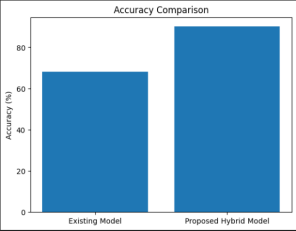 Accuracy Comparison
80
60
40
20
0
Accuracy (%)
Existing Model
Proposed Hybrid Model